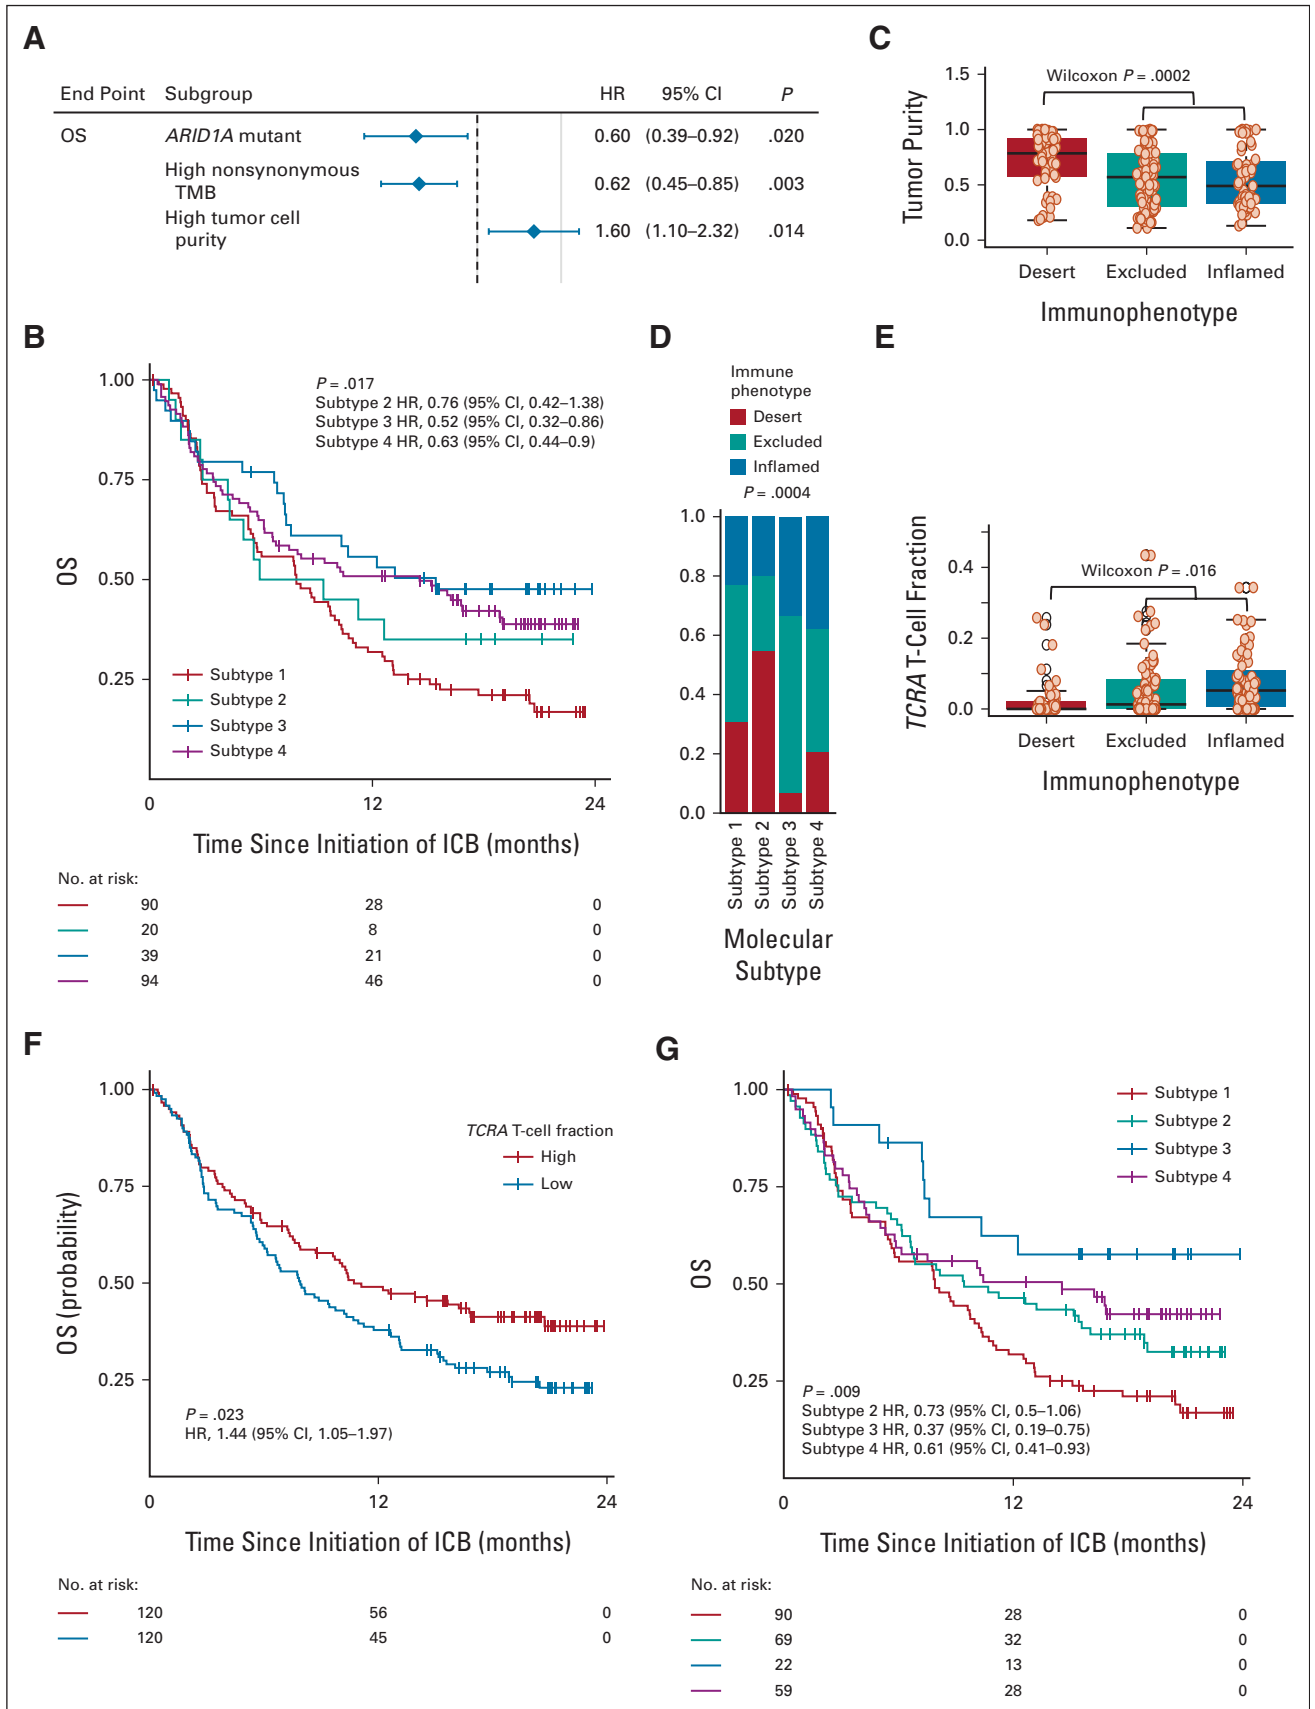 A
End Point Subgroup HR 95% CI P
OS ARID1A mutant 0.60 (0.39–0.92) .020
High nonsynonymous
TMB 0.62 (0.45–0.85) .003
High tumor cell
purity 1.60 (1.10–2.32) .014
C
Tumor Purity
1.5
1.0
0.5
0.0
Wilcoxon P = .0002
Desert Excluded Inflamed
Immunophenotype
B
OS
1.00
0.75
0.50
0.25
P = .017
Subtype 2 HR, 0.76 (95% CI, 0.42–1.38)
Subtype 3 HR, 0.52 (95% CI, 0.32–0.86)
Subtype 4 HR, 0.63 (95% CI, 0.44–0.9)
Subtype 1
Subtype 2
Subtype 3
Subtype 4
0 12 24
Time Since Initiation of ICB (months)
No. at risk:
90 28 0
20 8 0
39 21 0
94 46 0
D
Immune
phenotype
Desert
Excluded
Inflamed
P = .0004
1.0
0.8
0.6
0.4
0.2
0.0
Subtype 1
Subtype 2
Subtype 3
Subtype 4
Molecular
Subtype
E
TCRA T-Cell Fraction
0.4
0.2
0.0
Wilcoxon P = .016
Desert Excluded Inflamed
Immunophenotype
F
OS (probability)
1.00
0.75
0.50
0.25
TCRA T-cell fraction
High
Low
P = .023
HR, 1.44 (95% CI, 1.05–1.97)
0 12 24
Time Since Initiation of ICB (months)
No. at risk:
120 56 0
120 45 0
G
OS
1.00
0.75
0.50
0.25
Subtype 1
Subtype 2
Subtype 3
Subtype 4
P = .009
Subtype 2 HR, 0.73 (95% CI, 0.5–1.06)
Subtype 3 HR, 0.37 (95% CI, 0.19–0.75)
Subtype 4 HR, 0.61 (95% CI, 0.41–0.93)
0 12 24
Time Since Initiation of ICB (months)
No. at risk:
90 28 0
69 32 0
22 13 0
59 28 0